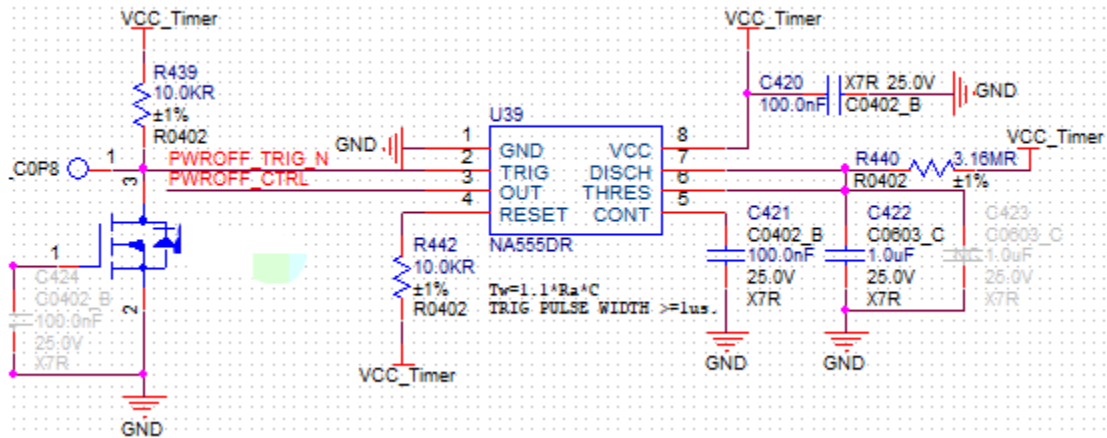 VCC_Timer
VCC_Timer
R439
10.0KR
±1%
R0402
C420
100.0nF
X7R 25.0V
C0402_B
GND
U39
GND
VCC_Timer
C0P8
1
PWROFF_TRIG_N
PWROFF_CTRL
3
1
2
3
4
GND
TRIG
OUT
RESET
VCC
DISCH
THRES
CONT
8
7
6
5
NA555DR
R440
R0402
3.16MR
±1%
1
2
C424
C0402_B
100.0nF
25.0V
X7R
GND
R442
10.0KR
±1%
R0402
VCC_Timer
Tw=1.1*Ra*C
TRIG PULSE WIDTH >=1us.
C421
C0402_B
100.0nF
25.0V
X7R
GND
C422
C0603_C
1.0uF
25.0V
X7R
GND
C423
C0603_C
1.0uF
25.0V
X7R